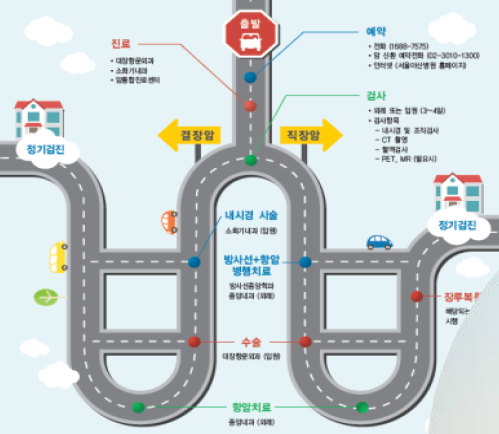 출발
진료
• 대장항문외과
• 소화기내과
• 암통합진료센터
예약
• 전화 (1688-7575)
• 암 신환 예약전화 (02-3010-1300)
• 인터넷 (서울아산병원 홈페이지)
검사
• 외래 또는 입원 (3~4일)
• 검사항목
- 내시경 및 조직검사
- CT 촬영
- 혈액검사
- PET, MR (필요시)
결장암
직장암
정기검진
정기검진
내시경 시술
소화기내과 (입원)
방사선+항암
병행치료
방사선종양학과
종양내과 (외래)
장루복원
시행
수술
대장항문외과 (입원)
항암치료
종양내과 (외래)